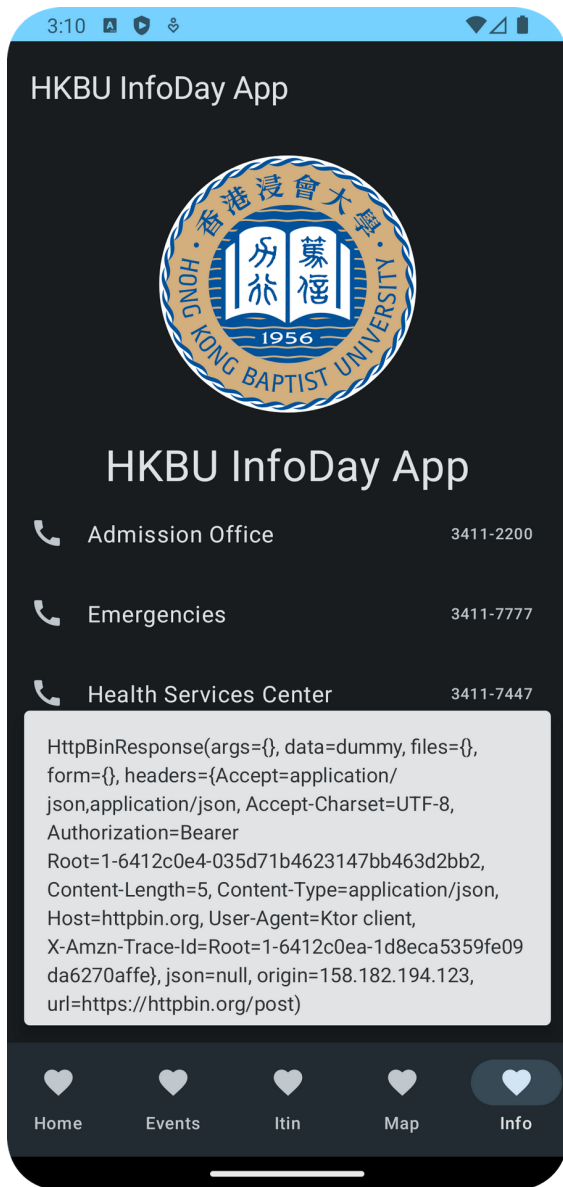 3:10
HKBU InfoDay App
香港浸會大學
篤信
力行
1956
HONG KONG BAPTIST UNIVERSITY
HKBU InfoDay App
Admission Office 3411-2200
Emergencies 3411-7777
Health Services Center 3411-7447
HttpBinResponse(args={}, data=dummy, files={},
form={}, headers={Accept=application/
json,application/json, Accept-Charset=UTF-8,
Authorization=Bearer
Root=1-6412c0e4-035d71b4623147bb463d2bb2,
Content-Length=5, Content-Type=application/json,
Host=httpbin.org, User-Agent=Ktor client,
X-Amzn-Trace-Id=Root=1-6412c0ea-1d8eca5359fe09
da6270affe}, json=null, origin=158.182.194.123,
url=https://httpbin.org/post)
Home Events Itin Map Info